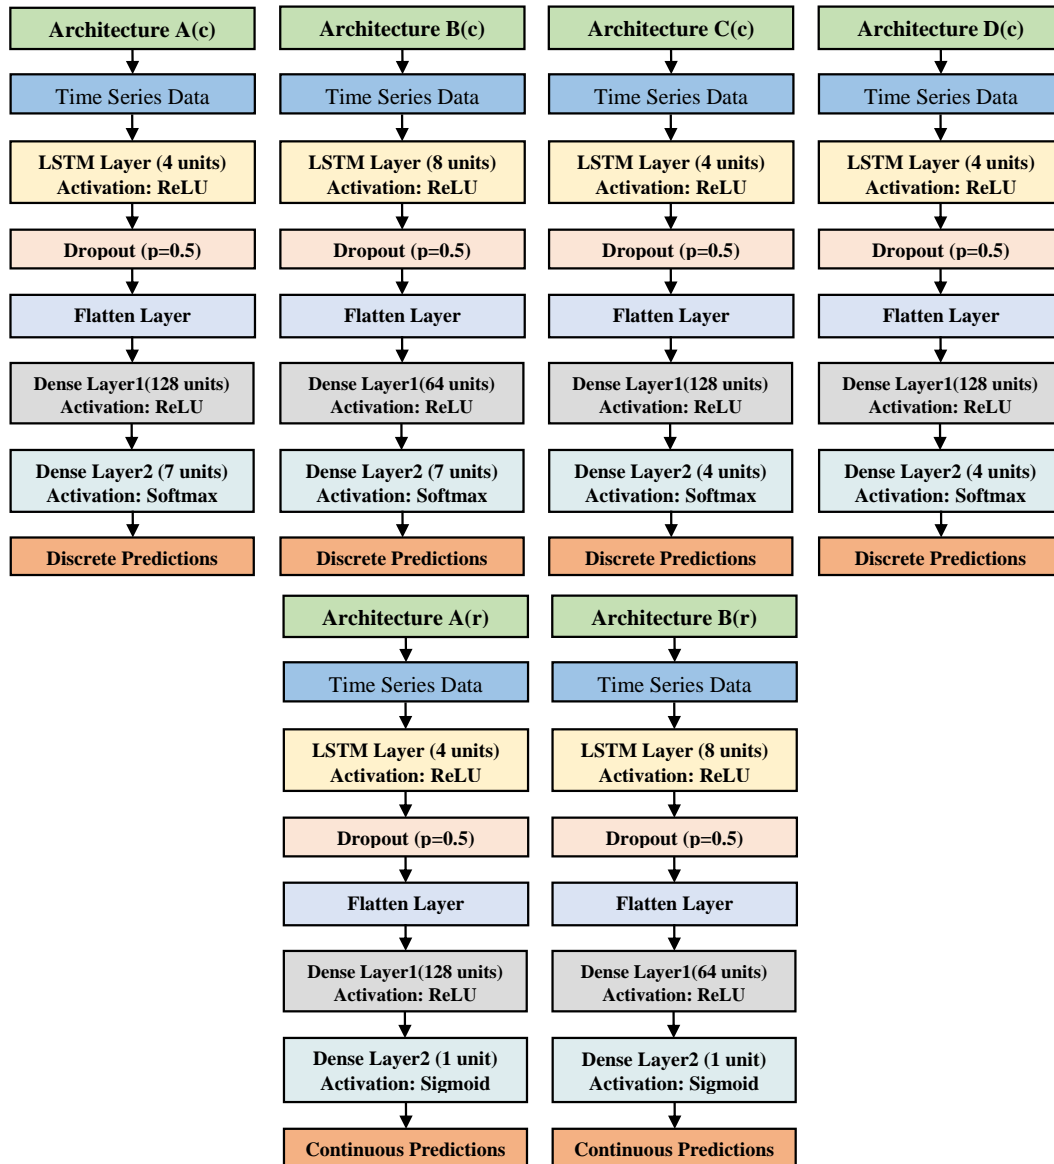 Architecture A(c)
Time Series Data
LSTM Layer (4 units)
Activation: ReLU
Dropout (p=0.5)
Flatten Layer
Dense Layer1(128 units)
Activation: ReLU
Dense Layer2 (7 units)
Activation: Softmax
Discrete Predictions
Architecture B(c)
Time Series Data
LSTM Layer (8 units)
Activation: ReLU
Dropout (p=0.5)
Flatten Layer
Dense Layer1(64 units)
Activation: ReLU
Dense Layer2 (7 units)
Activation: Softmax
Discrete Predictions
Architecture C(c)
Time Series Data
LSTM Layer (4 units)
Activation: ReLU
Dropout (p=0.5)
Flatten Layer
Dense Layer1(128 units)
Activation: ReLU
Dense Layer2 (4 units)
Activation: Softmax
Discrete Predictions
Architecture D(c)
Time Series Data
LSTM Layer (4 units)
Activation: ReLU
Dropout (p=0.5)
Flatten Layer
Dense Layer1(128 units)
Activation: ReLU
Dense Layer2 (4 units)
Activation: Softmax
Discrete Predictions
Architecture A(r)
Time Series Data
LSTM Layer (4 units)
Activation: ReLU
Dropout (p=0.5)
Flatten Layer
Dense Layer1(128 units)
Activation: ReLU
Dense Layer2 (1 unit)
Activation: Sigmoid
Continuous Predictions
Architecture B(r)
Time Series Data
LSTM Layer (8 units)
Activation: ReLU
Dropout (p=0.5)
Flatten Layer
Dense Layer1(64 units)
Activation: ReLU
Dense Layer2 (1 unit)
Activation: Sigmoid
Continuous Predictions